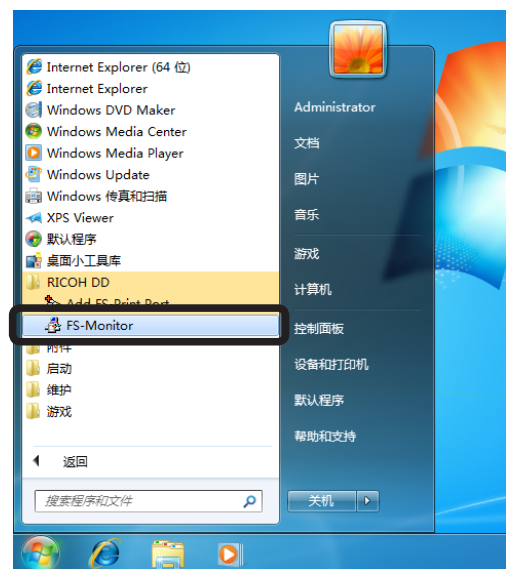 Internet Explorer (64 位)
Internet Explorer
Windows DVD Maker
Windows Media Center
Windows Media Player
Windows Update
Windows 传真和扫描
XPS Viewer
默认程序
桌面小工具库
RICOH DD
Add FS-Print Port
FS-Monitor
附件
启动
维护
游戏
返回
搜索程序和文件
Administrator
文档
图片
音乐
游戏
计算机
控制面板
设备和打印机
默认程序
帮助和支持
关机